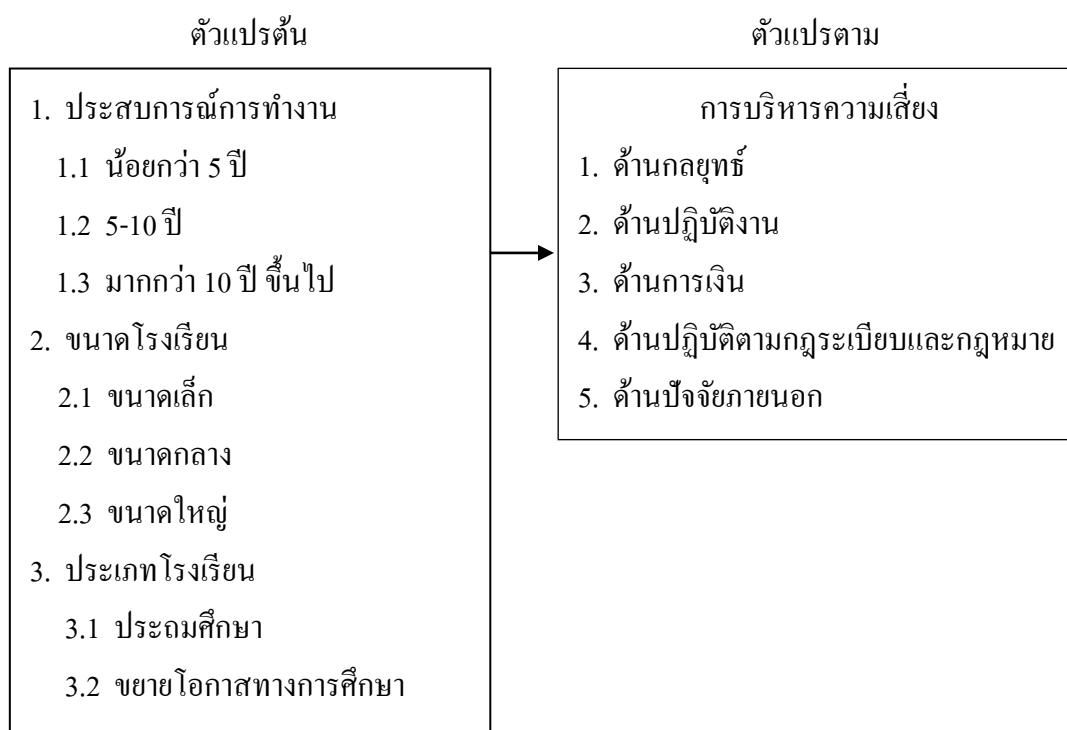 ตัวแปรต้น
1. ประสบการณ์การทำงาน
1.1 น้อยกว่า 5 ปี
1.2 5-10 ปี
1.3 มากกว่า 10 ปี ขึ้นไป
2. ขนาดโรงเรียน
2.1 ขนาดเล็ก
2.2 ขนาดกลาง
2.3 ขนาดใหญ่
3. ประเภทโรงเรียน
3.1 ประถมศึกษา
3.2 ขยายโอกาสทางการศึกษา
ตัวแปรตาม
การบริหารความเสี่ยง
1. ด้านกลยุทธ์
2. ด้านปฏิบัติงาน
3. ด้านการเงิน
4. ด้านปฏิบัติตามกฎระเบียบและกฎหมาย
5. ด้านปัจจัยภายนอก